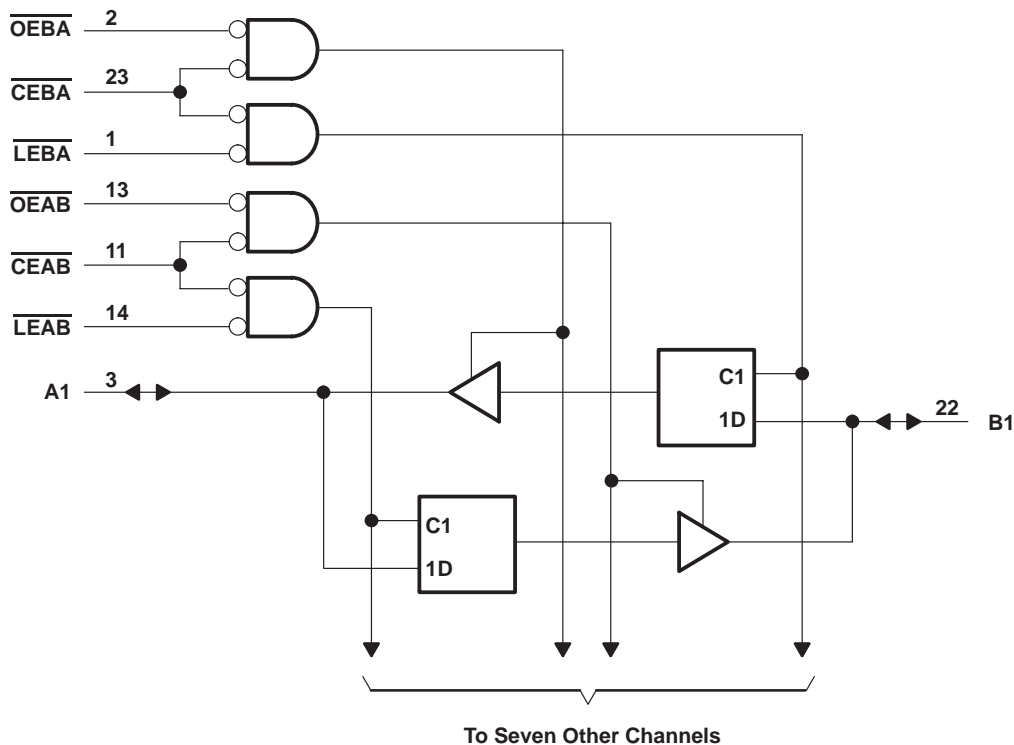 OEBA 2
CEBA 23
LEBA 1
OEAB 13
CEAB 11
LEAB 14
A1 3
C1
1D
22 B1
C1
1D
To Seven Other Channels